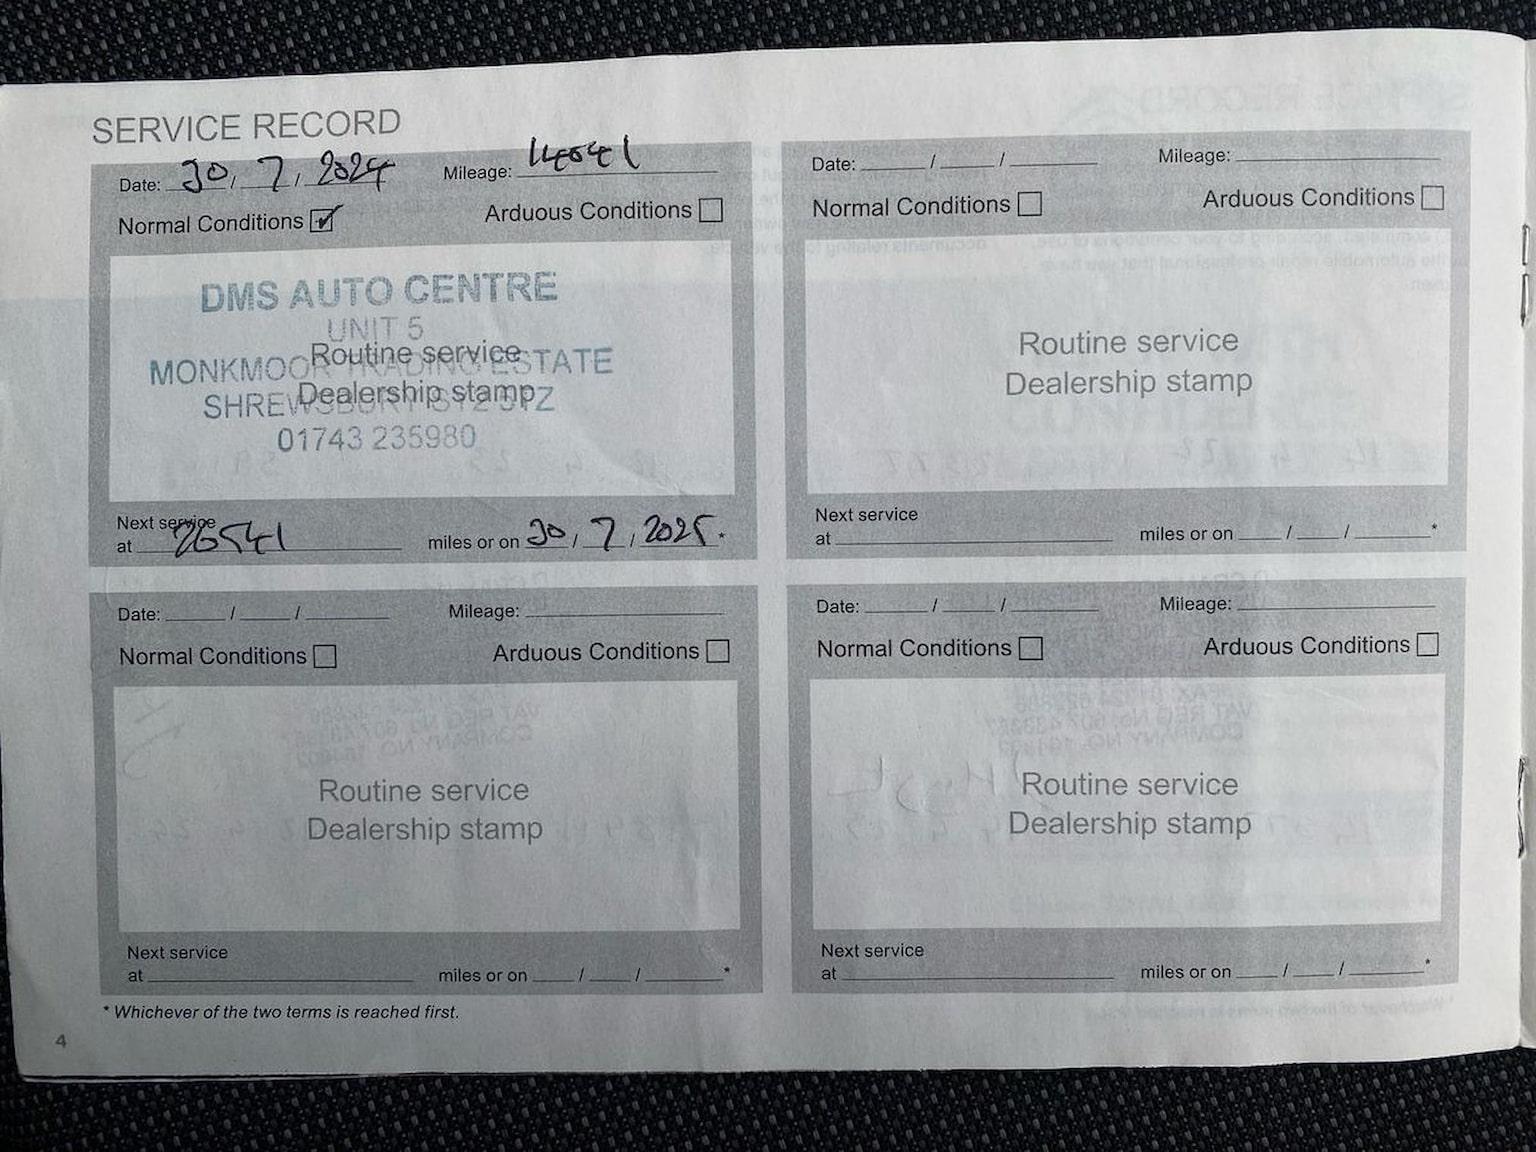 SERVICE RECORD
Date: 30/7/2024 Mileage: 14541
Normal Conditions Arduous Conditions
DMS AUTO CENTRE
UNIT 5
MONKMOOR TRADING ESTATE
SHREWSBURY SY2 5TZ
01743 235980
Routine service
Dealership stamp
Next service
at 26541 miles or on 30/7/2025*
Date: / / Mileage:
Normal Conditions Arduous Conditions
Routine service
Dealership stamp
Next service
at miles or on / / *
Date: / / Mileage:
Normal Conditions Arduous Conditions
Routine service
Dealership stamp
Next service
at miles or on / / *
Date: / / Mileage:
Normal Conditions Arduous Conditions
Routine service
Dealership stamp
Next service
at miles or on / / *
* Whichever of the two terms is reached first.
4